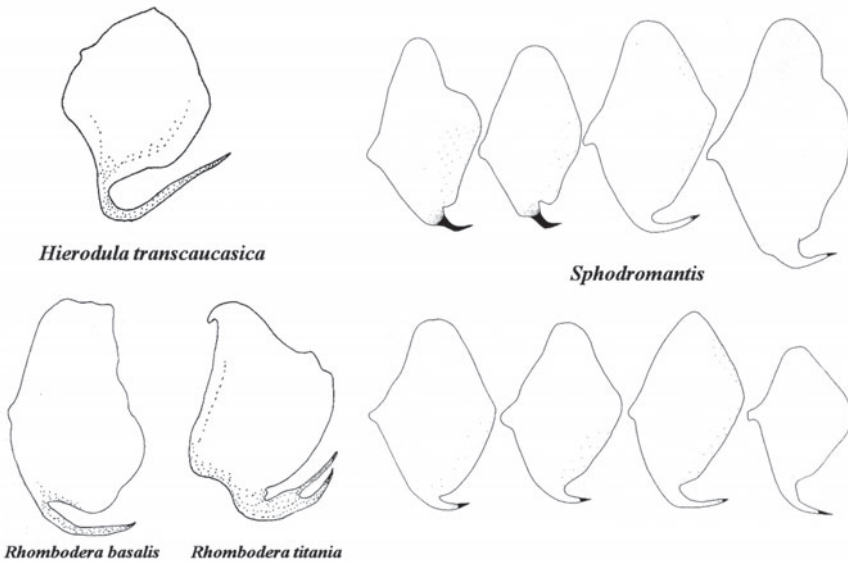 Hierodula transcaucasica
Sphodromantis
Rhombodera basalis
Rhombodera titania